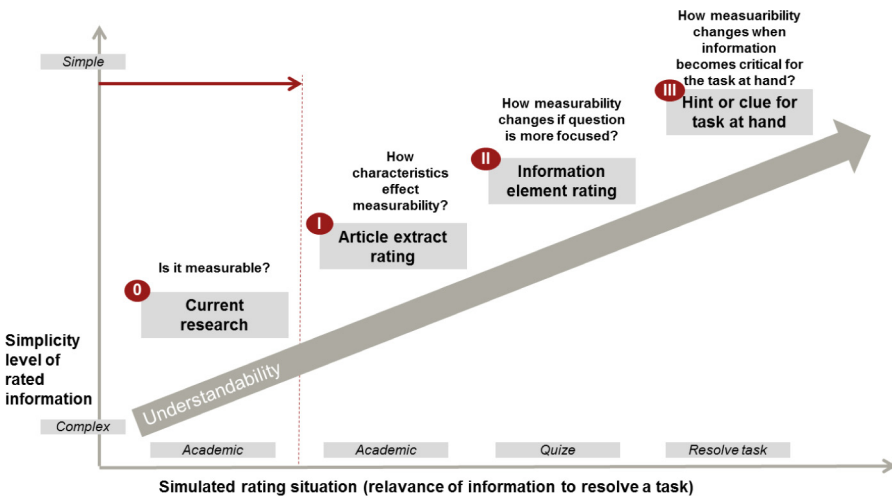 Simple
How measuaribility
changes when
information
becomes critical for
the task at hand?
III
Hint or clue for
task at hand
How measurability
changes if question
is more focused?
II
Information
element rating
How
characteristics
effect
measurability?
I
Article extract
rating
Is it measurable?
0
Current
research
Understandability
Simplicity
level of
rated
information
Complex
Academic
Academic
Quize
Resolve task
Simulated rating situation (relavance of information to resolve a task)